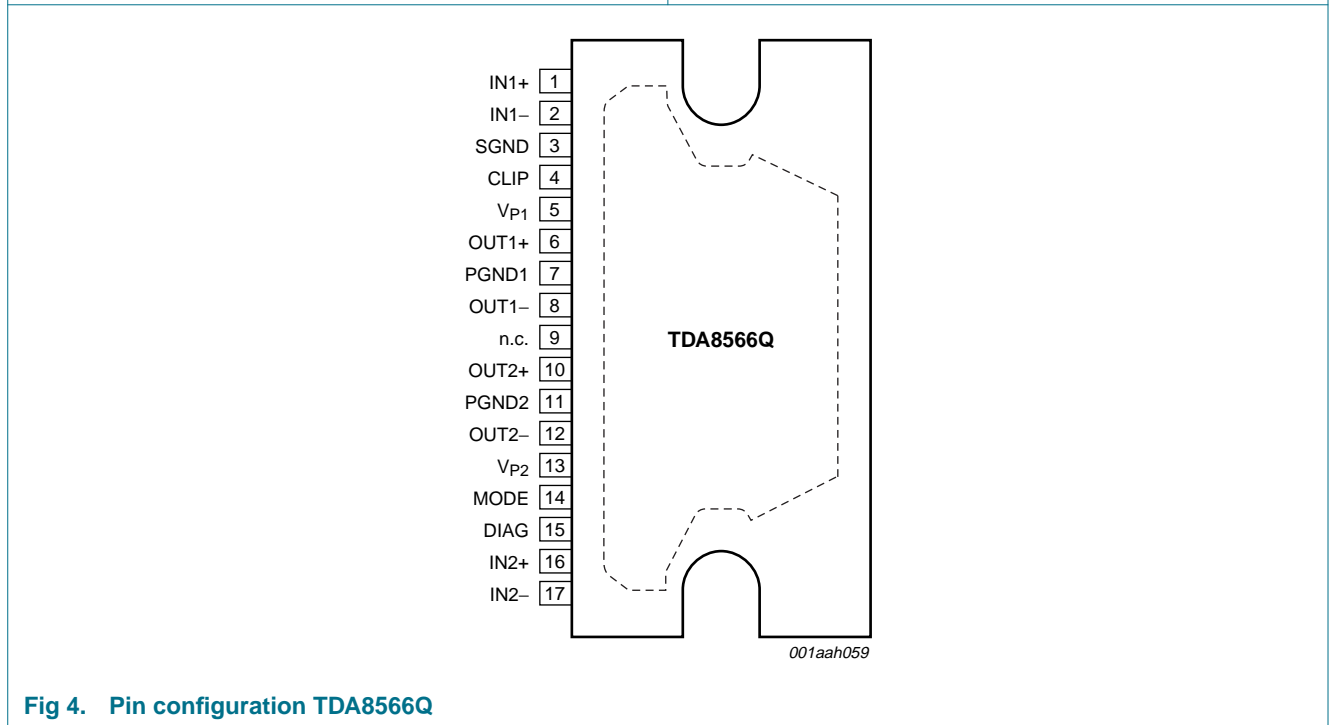 IN1+ 1
IN1− 2
SGND 3
CLIP 4
VP1 5
OUT1+ 6
PGND1 7
OUT1− 8
n.c. 9
TDA8566Q
OUT2+ 10
PGND2 11
OUT2− 12
VP2 13
MODE 14
DIAG 15
IN2+ 16
IN2− 17
001aah059
Fig 4. Pin configuration TDA8566Q